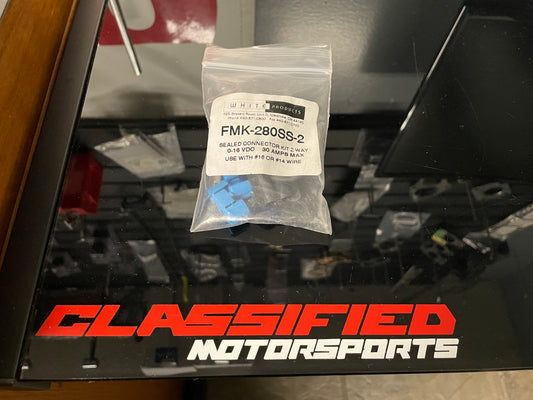 WHITE PRODUCTS
FMK-280SS-2
SEALED CONNECTOR KIT 2 WAY
0-16 VDC 30 AMPS MAX
USE WITH #16 OR #14 WIRE
CLASSIFIED
MOTORSPORTS